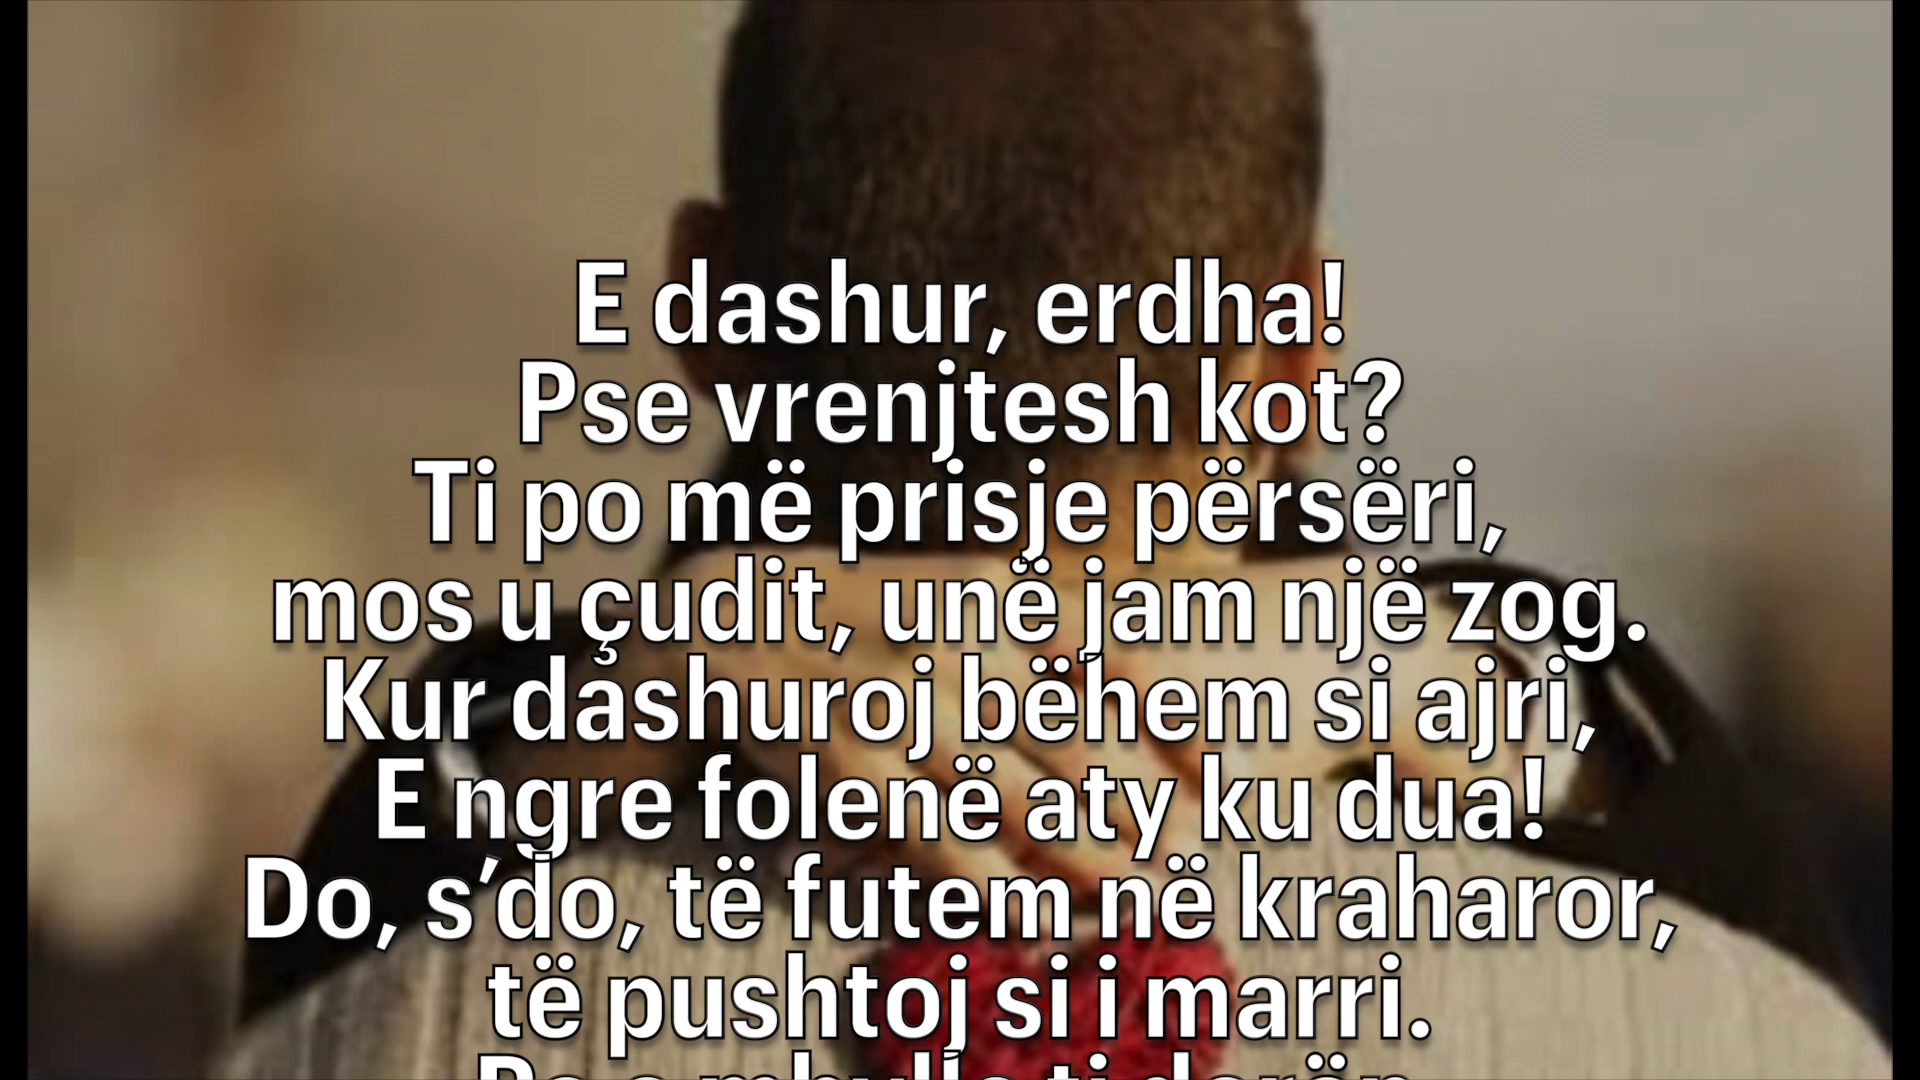 E dashur, erdha!
Pse vrenjtesh kot?
Ti po më prisje përsëri,
mos u çudit, unë jam një zog.
Kur dashuroj bëhem si ajri,
E ngre folenë aty ku dua!
Do, s’do, të futem në kraharor,
të pushtoj si i marri.